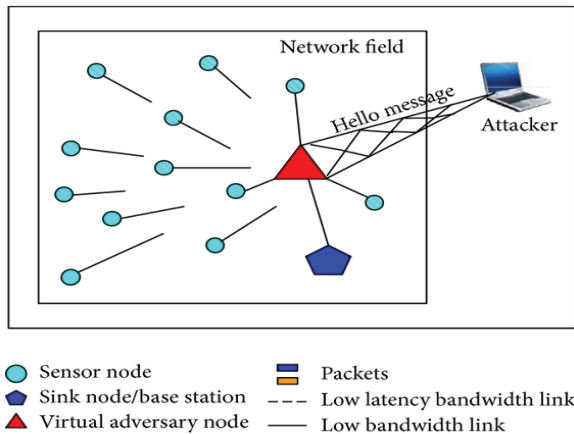 Network field
Hello message
Attacker
Sensor node
Sink node/base station
Virtual adversary node
Packets
Low latency bandwidth link
Low bandwidth link